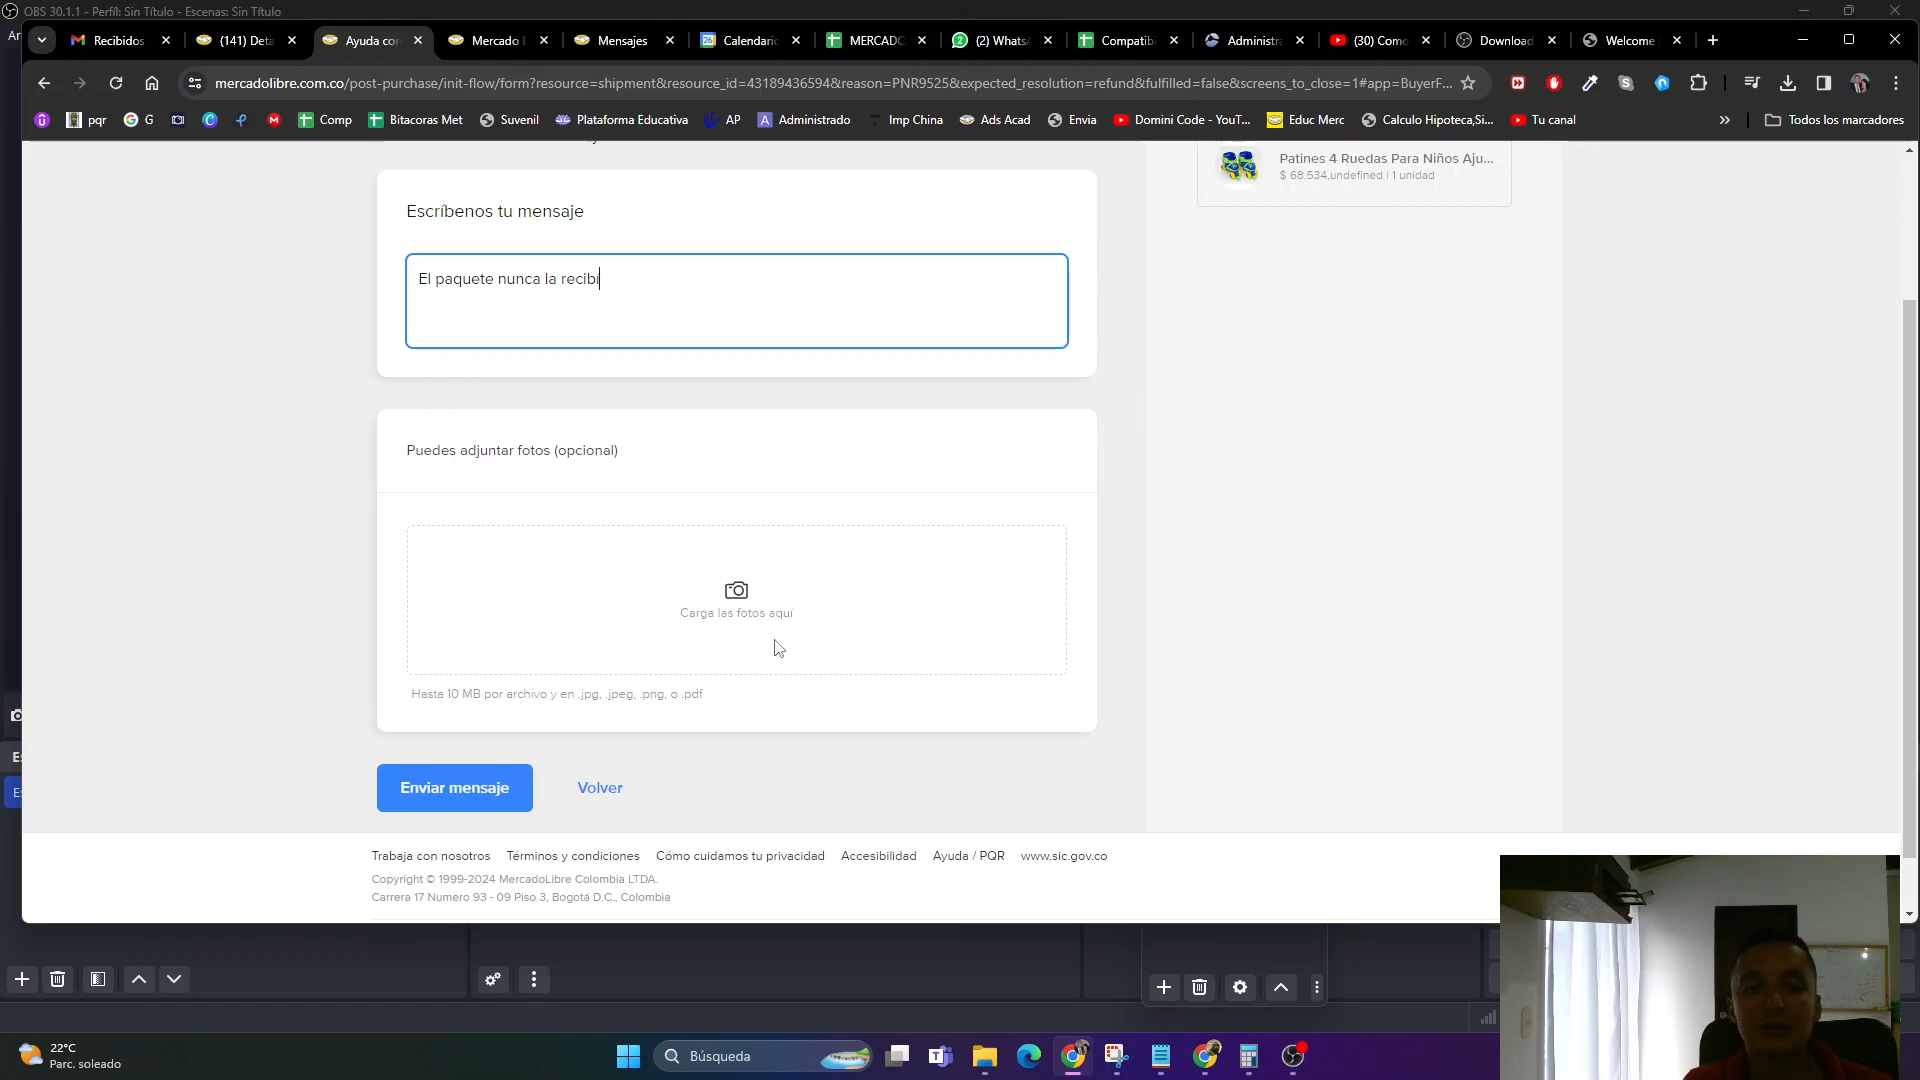 OBS 30.1.1 - Perfil: Sin Título - Escenas: Sin Título
Recibidos
(141) Deta
Ayuda co
Mercado L
Mensajes
Calendario
MERCADO
(2) WhatsA
Compatibi
Administra
(30) Como
Download
Welcome
mercadolibre.com.co/post-purchase/init-flow/form?resource=shipment&resource_id=43189436594&reason=PNR9525&expected_resolution=refund&fulfilled=false&screens_to_close=1#app=BuyerF...
pqr
G
Comp
Bitacoras Met
Suvenil
Plataforma Educativa
AP
Administrado
Imp China
Ads Acad
Envia
Domini Code - YouT...
Educ Merc
Calculo Hipoteca,Si...
Tu canal
»
Todos los marcadores
Patines 4 Ruedas Para Niños Aju...
$ 68.534,undefined | 1 unidad
Escríbenos tu mensaje
El paquete nunca la recibí
Puedes adjuntar fotos (opcional)
Carga las fotos aquí
Hasta 10 MB por archivo y en .jpg, .jpeg, .png, o .pdf
Enviar mensaje
Volver
Trabaja con nosotros
Términos y condiciones
Cómo cuidamos tu privacidad
Accesibilidad
Ayuda / PQR
www.sic.gov.co
Copyright © 1999-2024 MercadoLibre Colombia LTDA.
Carrera 17 Numero 93 - 09 Piso 3, Bogotá D.C., Colombia
22°C
Parc. soleado
Búsqueda